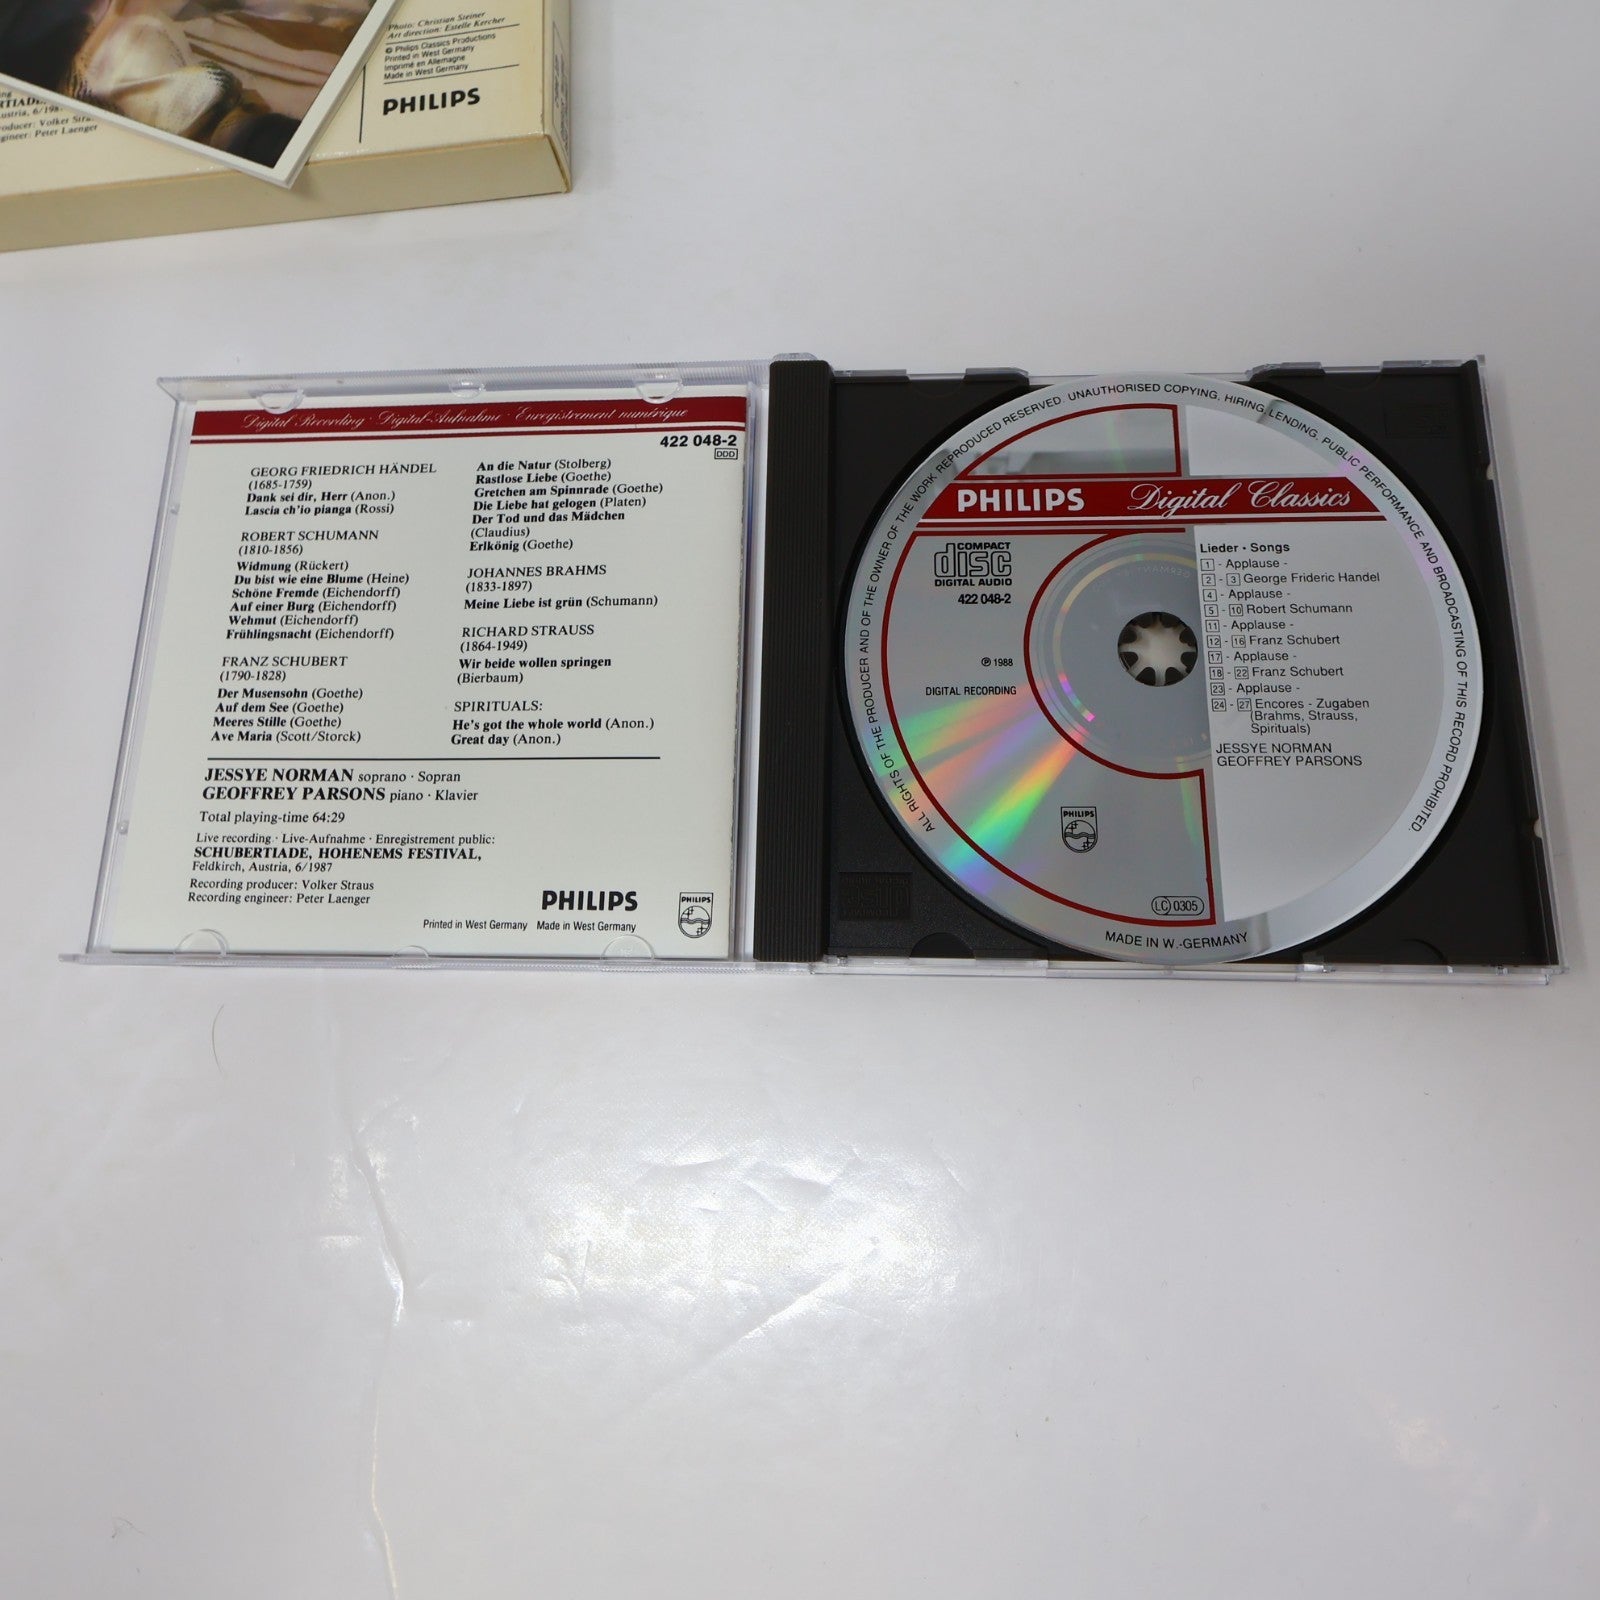 Photo: Christian Steiner
Art direction: Estelle Kercher
© Philips Classics Productions
Printed in West Germany
Imprimé en Allemagne
Made in West Germany
PHILIPS
Austria, 6/198
Producer: Volker Straus
Engineer: Peter Laenger
Digital Recording · Digital-Aufnahme · Enregistrement numérique
422 048-2
DDD
GEORG FRIEDRICH HÄNDEL
(1685-1759)
Dank sei dir, Herr (Anon.)
Lascia ch'io pianga (Rossi)
ROBERT SCHUMANN
(1810-1856)
Widmung (Rückert)
Du bist wie eine Blume (Heine)
Schöne Fremde (Eichendorff)
Auf einer Burg (Eichendorff)
Wehmut (Eichendorff)
Frühlingsnacht (Eichendorff)
FRANZ SCHUBERT
(1790-1828)
Der Musensohn (Goethe)
Auf dem See (Goethe)
Meeres Stille (Goethe)
Ave Maria (Scott/Storck)
An die Natur (Stolberg)
Rastlose Liebe (Goethe)
Gretchen am Spinnrade (Goethe)
Die Liebe hat gelogen (Platen)
Der Tod und das Mädchen
(Claudius)
Erlkönig (Goethe)
JOHANNES BRAHMS
(1833-1897)
Meine Liebe ist grün (Schumann)
RICHARD STRAUSS
(1864-1949)
Wir beide wollen springen
(Bierbaum)
SPIRITUALS:
He's got the whole world (Anon.)
Great day (Anon.)
JESSYE NORMAN soprano · Sopran
GEOFFREY PARSONS piano · Klavier
Total playing-time 64:29
Live recording · Live-Aufnahme · Enregistrement public:
SCHUBERTIADE, HOHENEMS FESTIVAL,
Feldkirch, Austria, 6/1987
Recording producer: Volker Straus
Recording engineer: Peter Laenger
PHILIPS
Printed in West Germany Made in West Germany
PHILIPS
ALL RIGHTS OF THE PRODUCER AND OF THE OWNER OF THE WORK REPRODUCED RESERVED. UNAUTHORISED COPYING, HIRING, LENDING, PUBLIC PERFORMANCE AND BROADCASTING OF THIS RECORD PROHIBITED.
PHILIPS Digital Classics
COMPACT
disc
DIGITAL AUDIO
422 048-2
℗ 1988
DIGITAL RECORDING
Lieder · Songs
1 - Applause -
2 - 3 George Frideric Handel
4 - Applause -
5 - 10 Robert Schumann
11 - Applause -
12 - 16 Franz Schubert
17 - Applause -
18 - 22 Franz Schubert
23 - Applause -
24 - 27 Encores - Zugaben
(Brahms, Strauss,
Spirituals)
JESSYE NORMAN
GEOFFREY PARSONS
PHILIPS
LC 0305
MADE IN W.-GERMANY